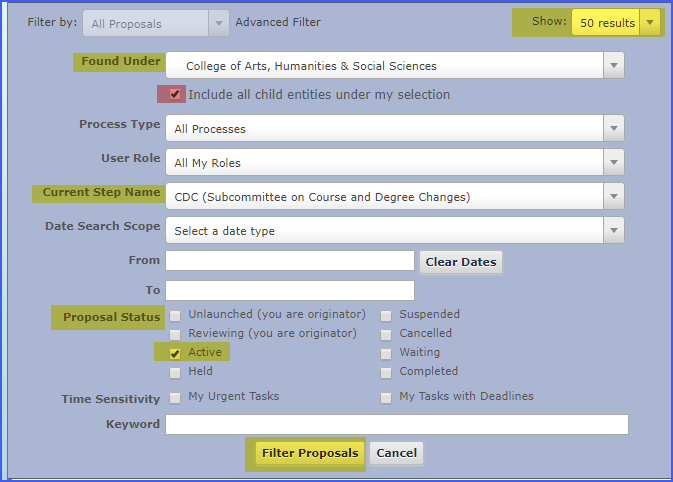 Filter by: All Proposals Advanced Filter Show: 50 results
Found Under College of Arts, Humanities & Social Sciences
Include all child entities under my selection
Process Type All Processes
User Role All My Roles
Current Step Name CDC (Subcommittee on Course and Degree Changes)
Date Search Scope Select a date type
From Clear Dates
To
Proposal Status Unlaunched (you are originator) Suspended
Reviewing (you are originator) Cancelled
Active Waiting
Held Completed
Time Sensitivity My Urgent Tasks My Tasks with Deadlines
Keyword
Filter Proposals Cancel